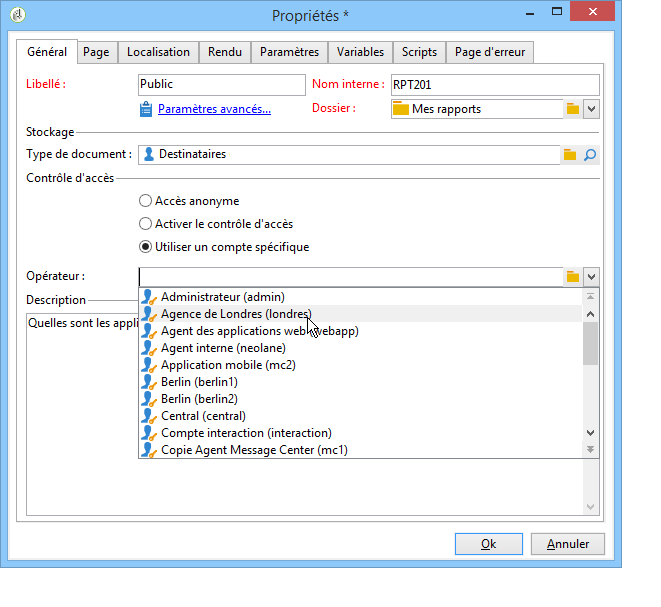 Propriétés *
Général Page Localisation Rendu Paramètres Variables Scripts Page d'erreur
Libellé : Public Nom interne : RPT201
Paramètres avancés... Dossier : Mes rapports
Stockage
Type de document : Destinataires
Contrôle d'accès
Accès anonyme
Activer le contrôle d'accès
Utiliser un compte spécifique
Opérateur :
Administrateur (admin)
Description
Agence de Londres (londres)
Quelles sont les appli
Agent des applications web (webapp)
Agent interne (neolane)
Application mobile (mc2)
Berlin (berlin1)
Berlin (berlin2)
Central (central)
Compte interaction (interaction)
Copie Agent Message Center (mc1)
Ok Annuler